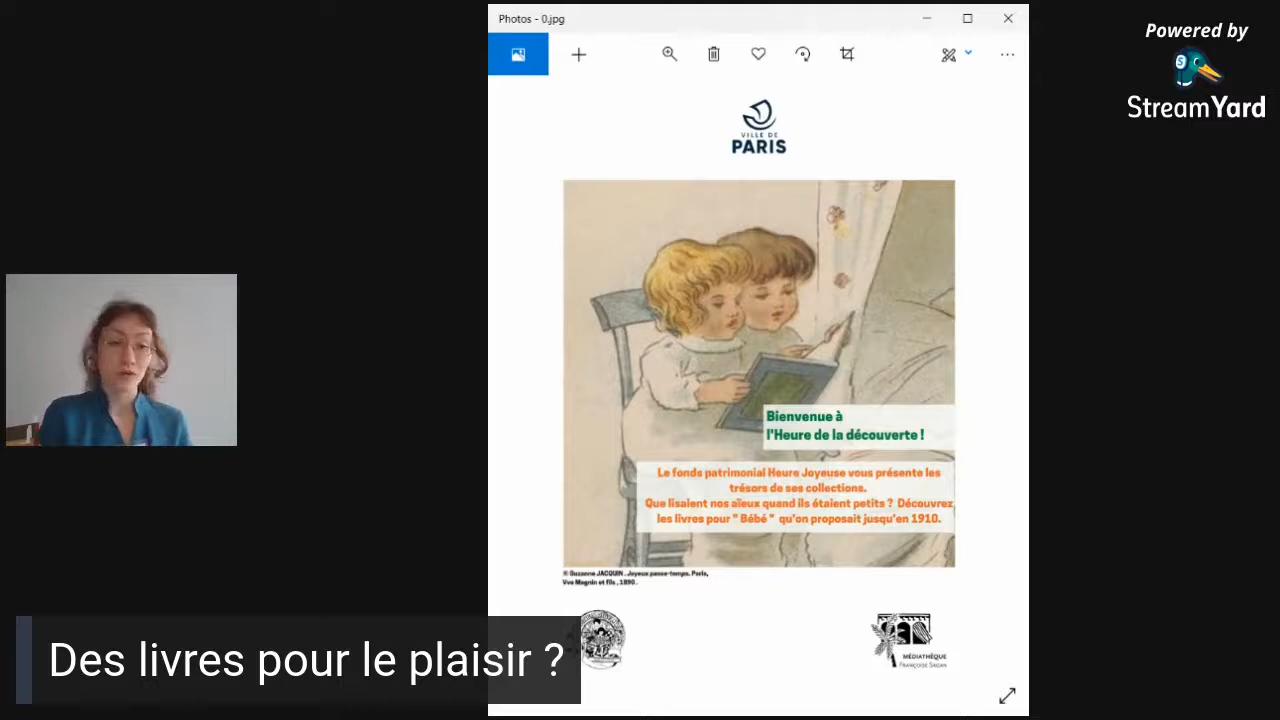 Photos - 0.jpg
Powered by
StreamYard
VILLE DE
PARIS
Bienvenue à
l'Heure de la découverte !
Le fonds patrimonial Heure Joyeuse vous présente les
trésors de ses collections.
Que lisaient nos aïeux quand ils étaient petits ? Découvrez
les livres pour " Bébé " qu'on proposait jusqu'en 1910.
© Suzanne JACQUIN . Joyeux passe-temps. Paris,
Vve Magnin et fils , 1890 .
MÉDIATHÈQUE
FRANÇOISE SAGAN
Des livres pour le plaisir ?